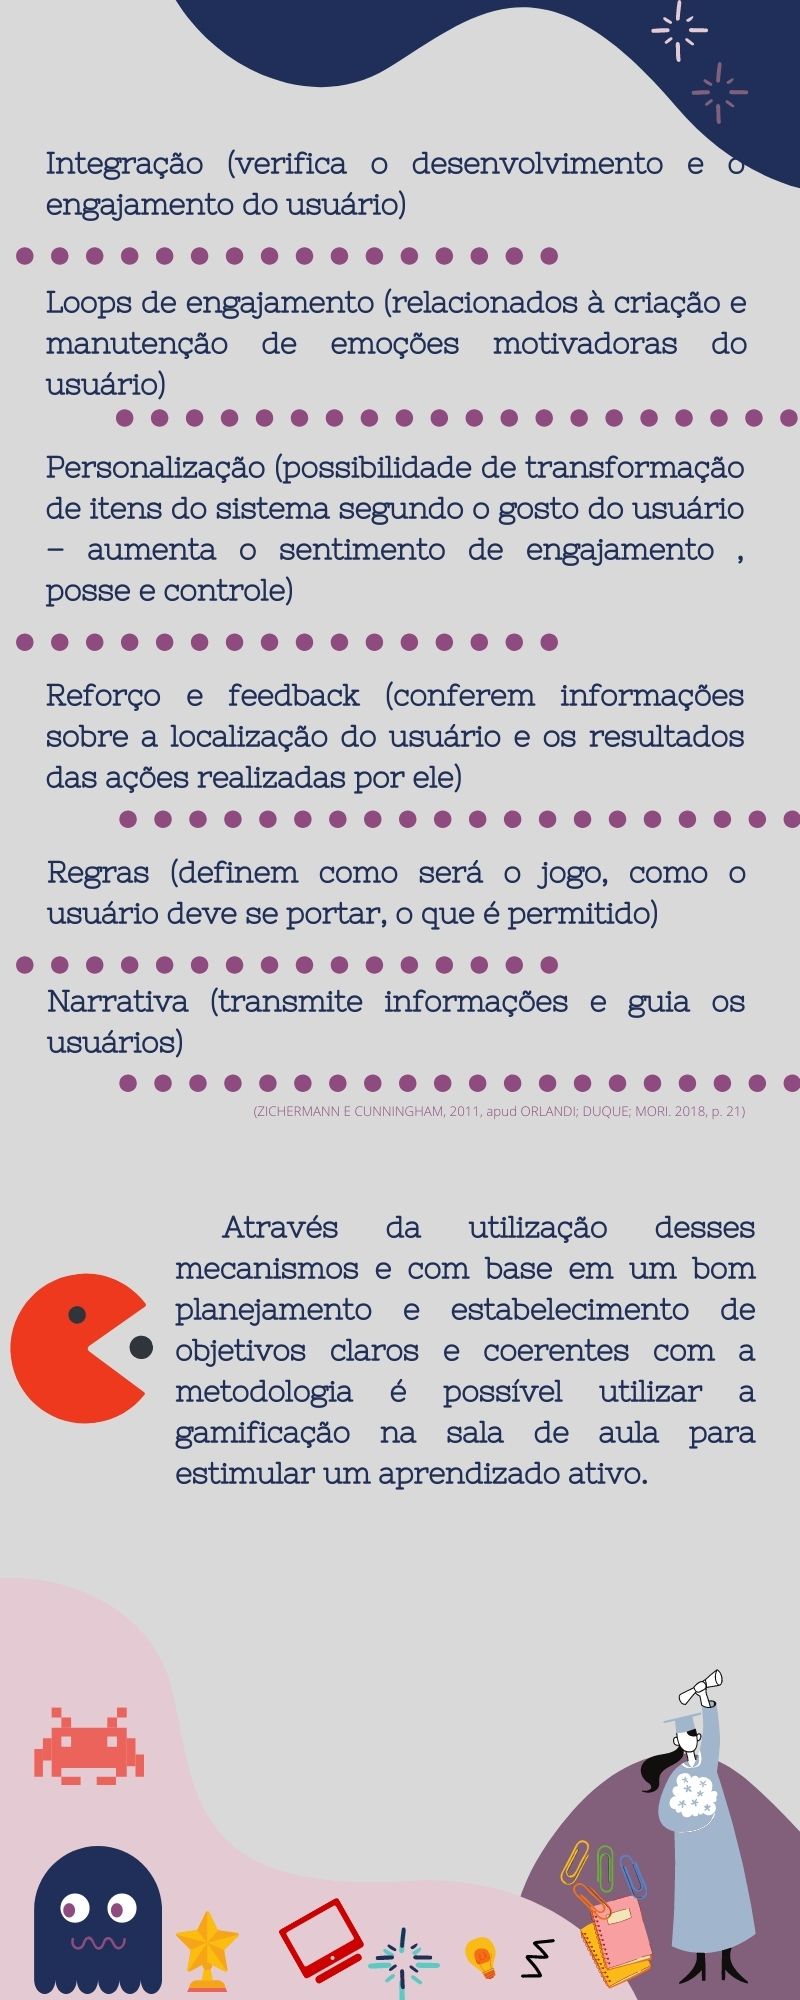 Integração (verifica o desenvolvimento e o
engajamento do usuário)
Loops de engajamento (relacionados à criação e
manutenção de emoções motivadoras do
usuário)
Personalização (possibilidade de transformação
de itens do sistema segundo o gosto do usuário
– aumenta o sentimento de engajamento ,
posse e controle)
Reforço e feedback (conferem informações
sobre a localização do usuário e os resultados
das ações realizadas por ele)
Regras (definem como será o jogo, como o
usuário deve se portar, o que é permitido)
Narrativa (transmite informações e guia os
usuários)
(ZICHERMANN E CUNNINGHAM, 2011, apud ORLANDI; DUQUE; MORI. 2018, p. 21)
Através da utilização desses
mecanismos e com base em um bom
planejamento e estabelecimento de
objetivos claros e coerentes com a
metodologia é possível utilizar a
gamificação na sala de aula para
estimular um aprendizado ativo.